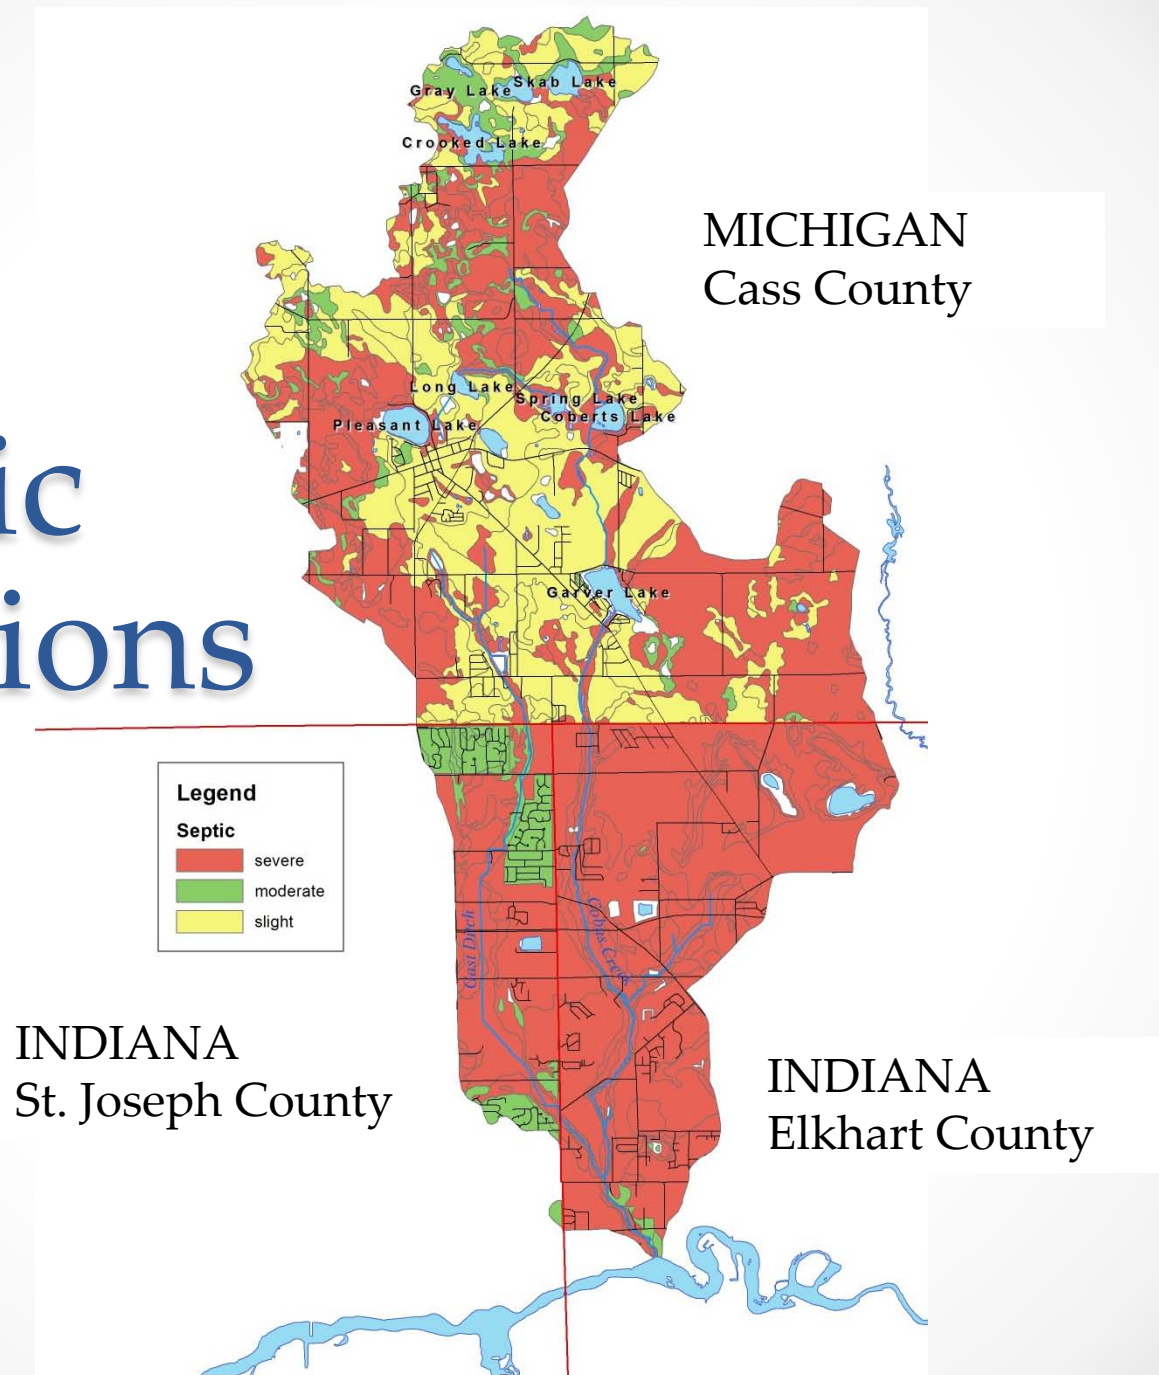 Gray Lake
Skab Lake
Crooked Lake
MICHIGAN
Cass County
Long Lake
Spring Lake
Coberts Lake
Pleasant Lake
ic
ions
Garver Lake
Legend
Septic
severe
moderate
slight
Gast Ditch
Cobus Creek
INDIANA
St. Joseph County
INDIANA
Elkhart County